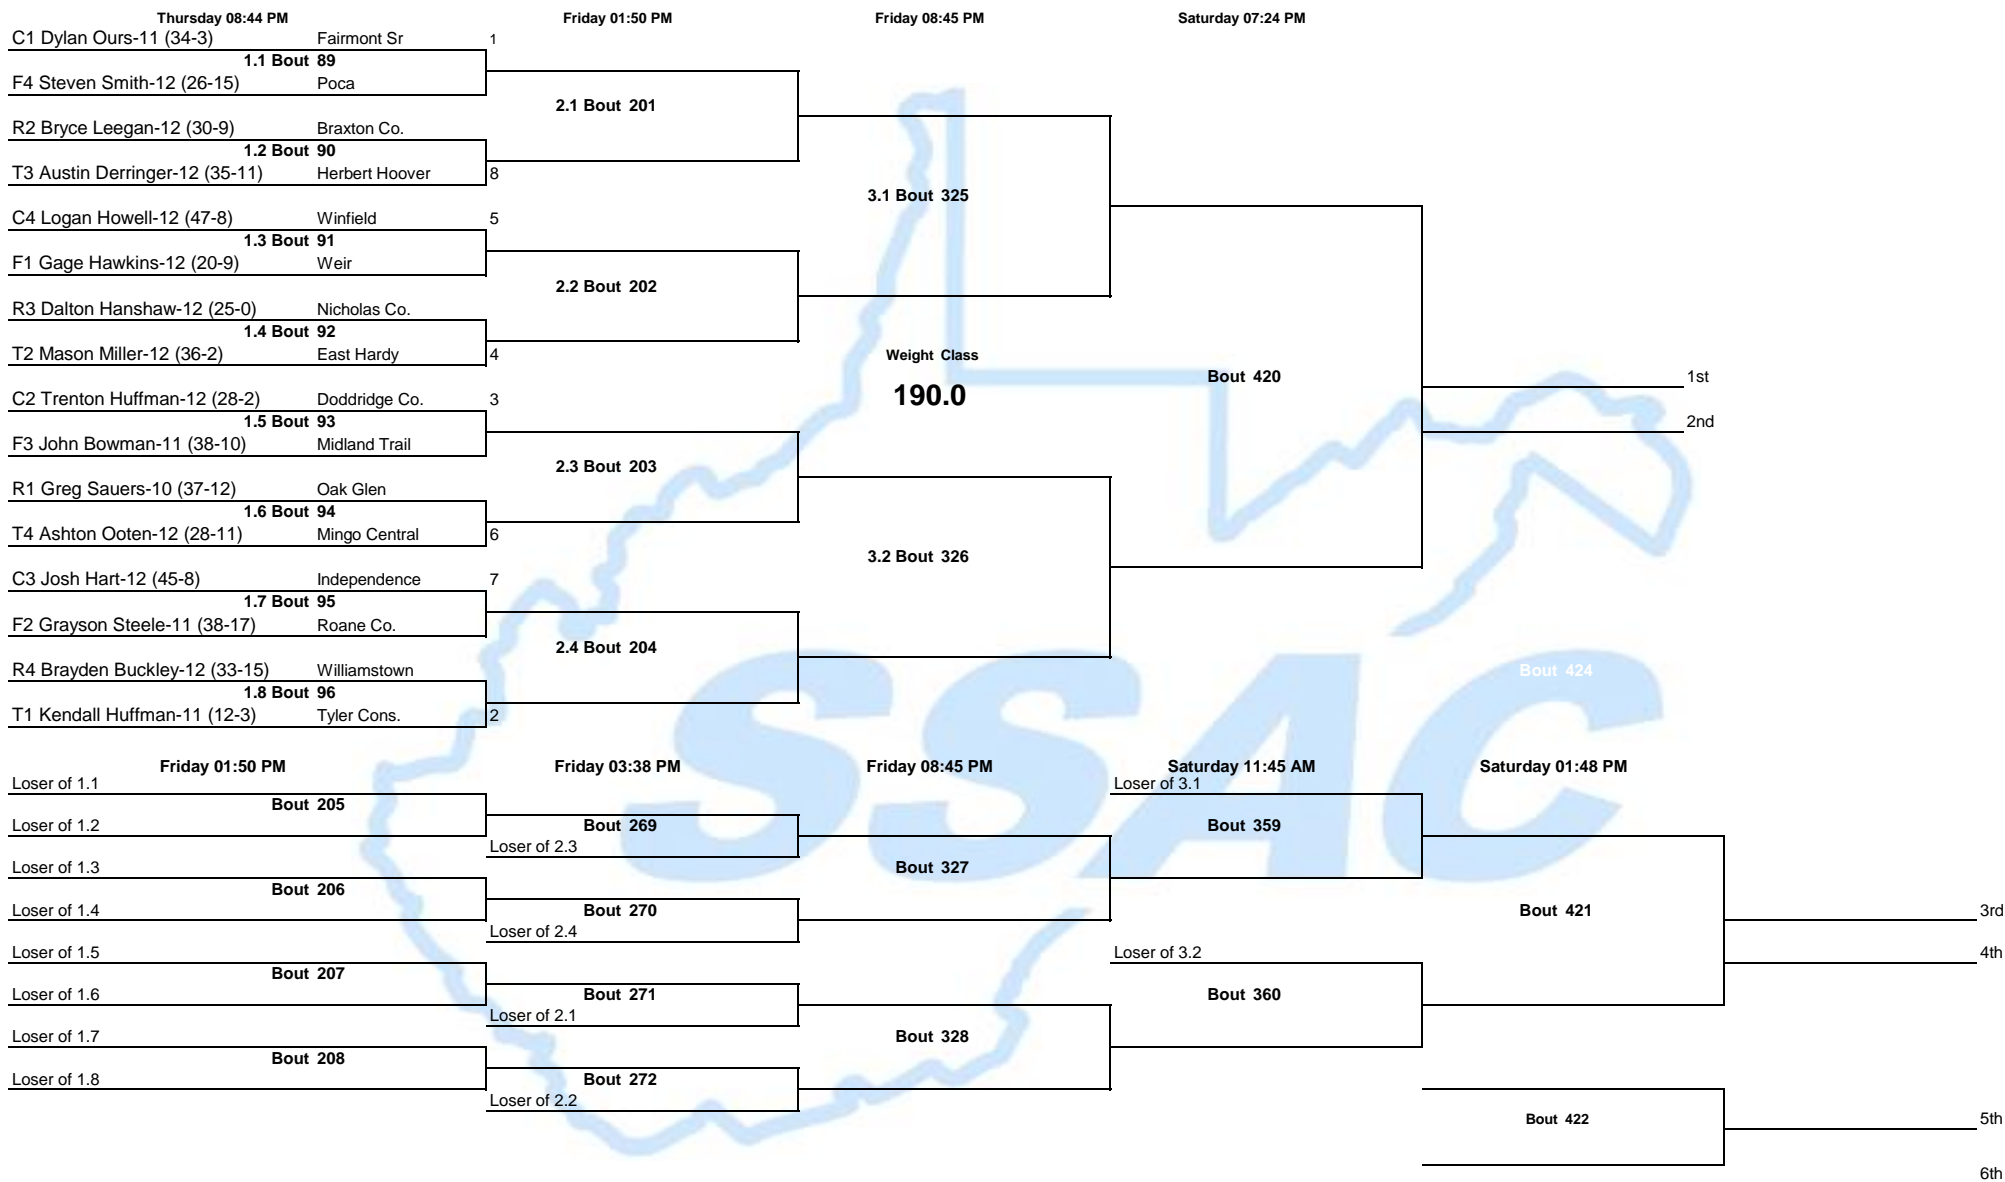 Thursday 08:44 PM Friday 01:50 PM Friday 08:45 PM Saturday 07:24 PM
C1 Dylan Ours-11 (34-3) Fairmont Sr 1
1.1 Bout 89
F4 Steven Smith-12 (26-15) Poca
2.1 Bout 201
R2 Bryce Leegan-12 (30-9) Braxton Co.
1.2 Bout 90
T3 Austin Derringer-12 (35-11) Herbert Hoover 8
3.1 Bout 325
C4 Logan Howell-12 (47-8) Winfield 5
1.3 Bout 91
F1 Gage Hawkins-12 (20-9) Weir
2.2 Bout 202
R3 Dalton Hanshaw-12 (25-0) Nicholas Co.
1.4 Bout 92
T2 Mason Miller-12 (36-2) East Hardy 4
Weight Class
Bout 420 1st
190.0
C2 Trenton Huffman-12 (28-2) Doddridge Co. 3
1.5 Bout 93 2nd
F3 John Bowman-11 (38-10) Midland Trail
2.3 Bout 203
R1 Greg Sauers-10 (37-12) Oak Glen
1.6 Bout 94
T4 Ashton Ooten-12 (28-11) Mingo Central 6
3.2 Bout 326
C3 Josh Hart-12 (45-8) Independence 7
1.7 Bout 95
F2 Grayson Steele-11 (38-17) Roane Co.
2.4 Bout 204
R4 Brayden Buckley-12 (33-15) Williamstown Bout 424
1.8 Bout 96
T1 Kendall Huffman-11 (12-3) Tyler Cons. 2
SSAC
Friday 01:50 PM Friday 03:38 PM Friday 08:45 PM Saturday 11:45 AM Saturday 01:48 PM
Loser of 1.1 Loser of 3.1
Bout 205
Loser of 1.2 Bout 269 Bout 359
Loser of 2.3
Loser of 1.3 Bout 327
Bout 206
Loser of 1.4 Bout 270 Bout 421 3rd
Loser of 2.4
Loser of 1.5 Loser of 3.2 4th
Bout 207
Loser of 1.6 Bout 271 Bout 360
Loser of 2.1
Loser of 1.7 Bout 328
Bout 208
Loser of 1.8 Bout 272
Loser of 2.2
Bout 422 5th
6th